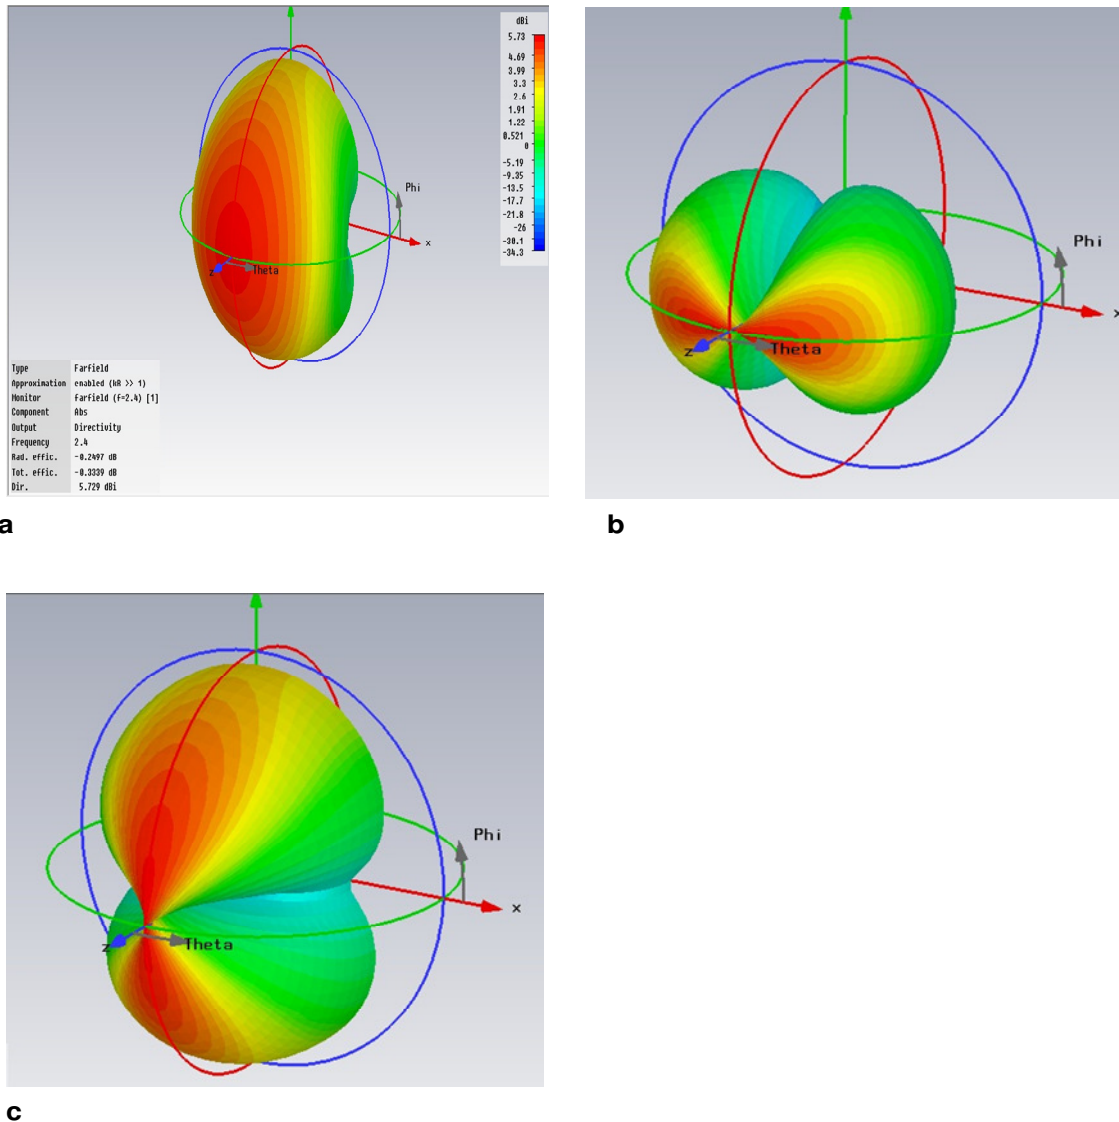 dBi
5.73
4.69
3.99
3.3
2.6
1.91
1.22
0.521
0
-5.19
-9.35
-13.5
-17.7
-21.8
-26
-30.1
-34.3
Phi
x
z
Theta
Type Farfield
Approximation enabled (kR >> 1)
Monitor farfield (f=2.4) [1]
Component Abs
Output Directivity
Frequency 2.4
Rad. effic. -0.2497 dB
Tot. effic. -0.3339 dB
Dir. 5.729 dBi
a
Phi
x
z
Theta
b
Phi
x
z
Theta
c